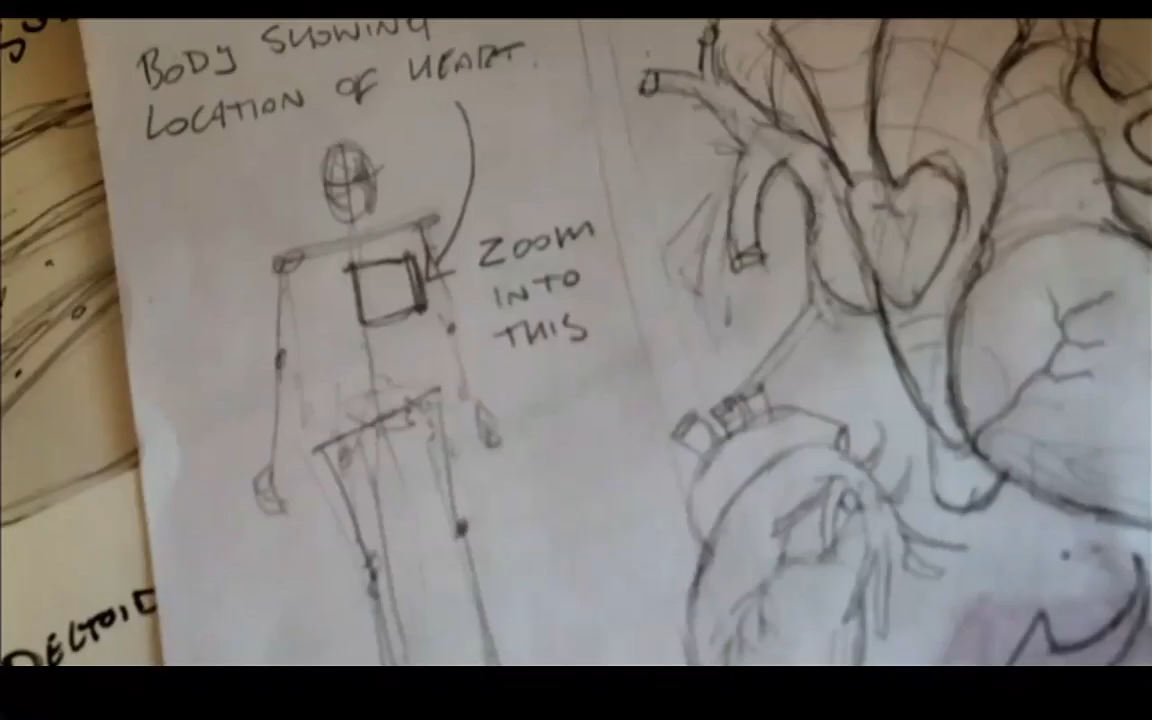 BODY SHOWING
LOCATION OF HEART.
ZOOM
INTO
THIS
DELTOID